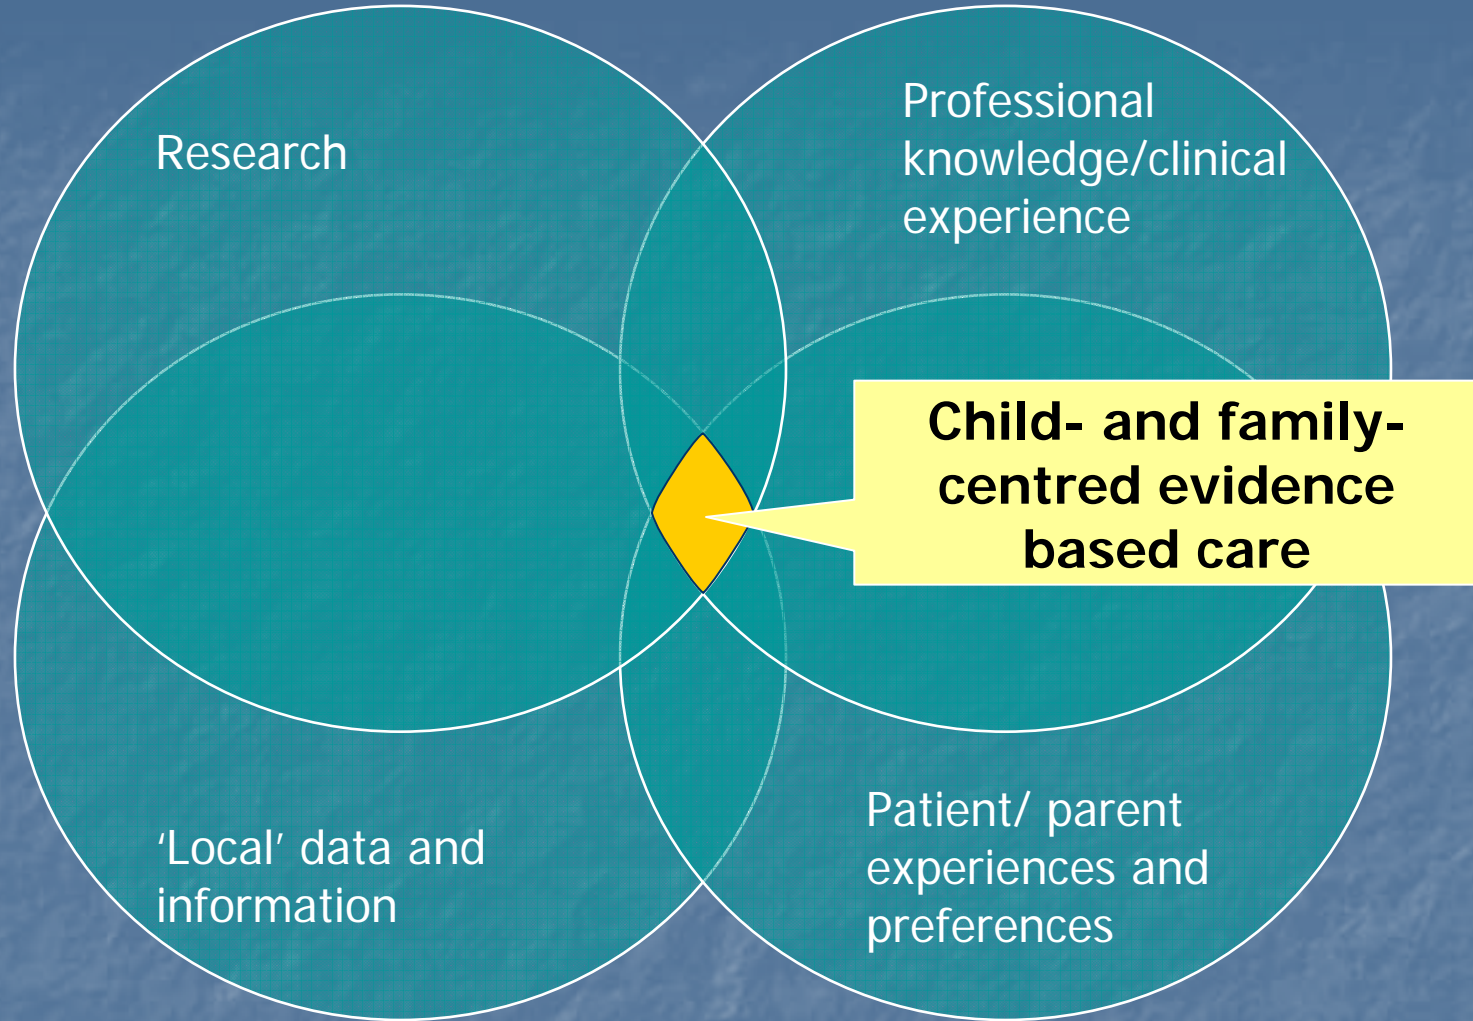 Research
Professional
knowledge/clinical
experience
Child- and family-
centred evidence
based care
‘Local’ data and
information
Patient/ parent
experiences and
preferences